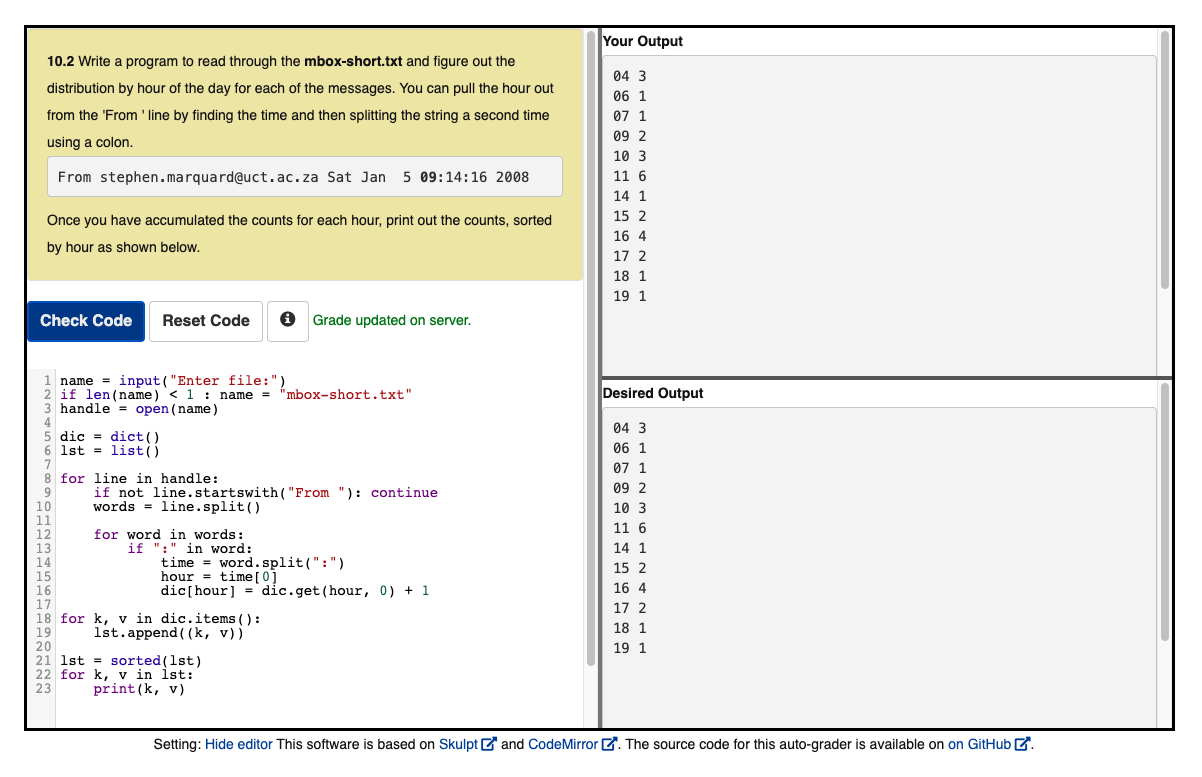 10.2 Write a program to read through the mbox-short.txt and figure out the
distribution by hour of the day for each of the messages. You can pull the hour out
from the 'From ' line by finding the time and then splitting the string a second time
using a colon.
From stephen.marquard@uct.ac.za Sat Jan  5 09:14:16 2008
Once you have accumulated the counts for each hour, print out the counts, sorted
by hour as shown below.
Check Code
Reset Code
Grade updated on server.
1 name = input("Enter file:")
2 if len(name) < 1 : name = "mbox-short.txt"
3 handle = open(name)
4
5 dic = dict()
6 lst = list()
7
8 for line in handle:
9     if not line.startswith("From "): continue
10     words = line.split()
11
12     for word in words:
13         if ":" in word:
14             time = word.split(":")
15             hour = time[0]
16             dic[hour] = dic.get(hour, 0) + 1
17
18 for k, v in dic.items():
19     lst.append((k, v))
20
21 lst = sorted(lst)
22 for k, v in lst:
23     print(k, v)
Your Output
04 3
06 1
07 1
09 2
10 3
11 6
14 1
15 2
16 4
17 2
18 1
19 1
Desired Output
04 3
06 1
07 1
09 2
10 3
11 6
14 1
15 2
16 4
17 2
18 1
19 1
Setting: Hide editor This software is based on Skulpt and CodeMirror. The source code for this auto-grader is available on on GitHub.